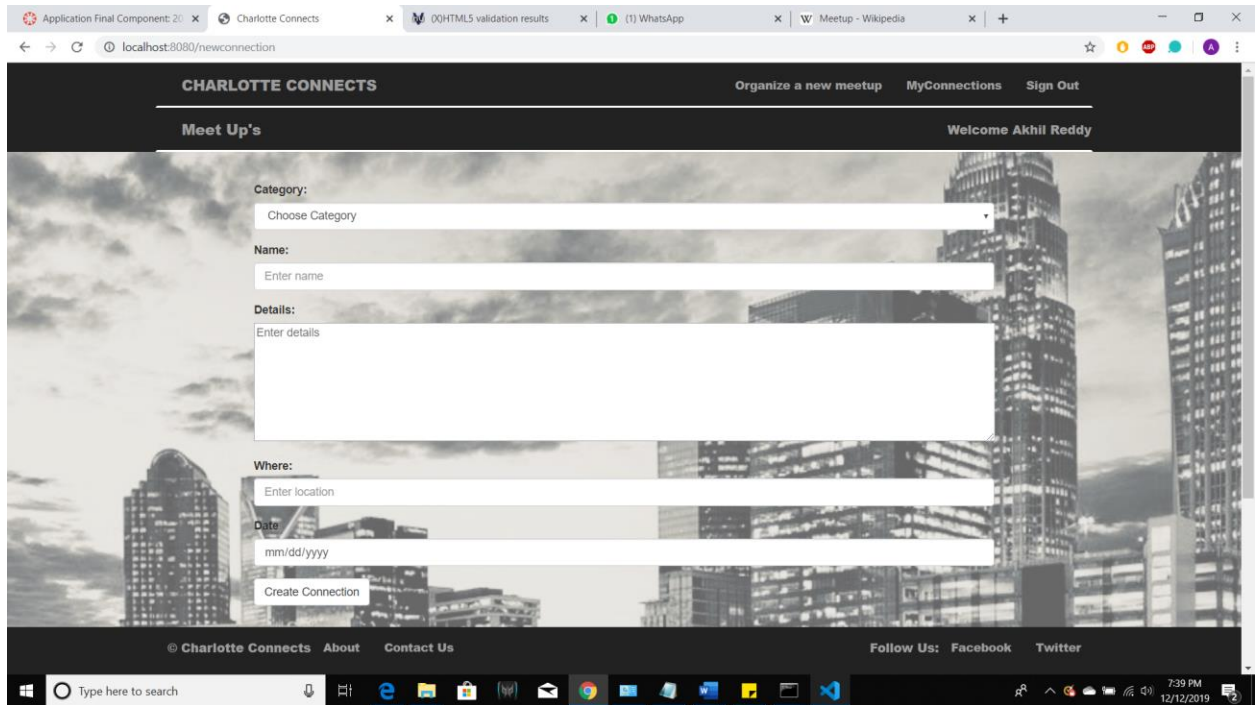 Application Final Component: 20
Charlotte Connects
(X)HTML5 validation results
(1) WhatsApp
Meetup - Wikipedia
localhost:8080/newconnection
CHARLOTTE CONNECTS
Organize a new meetup MyConnections Sign Out
Meet Up's
Welcome Akhil Reddy
Category:
Choose Category
Name:
Enter name
Details:
Enter details
Where:
Enter location
Date
mm/dd/yyyy
Create Connection
© Charlotte Connects About Contact Us
Follow Us: Facebook Twitter
Type here to search
7:39 PM
12/12/2019